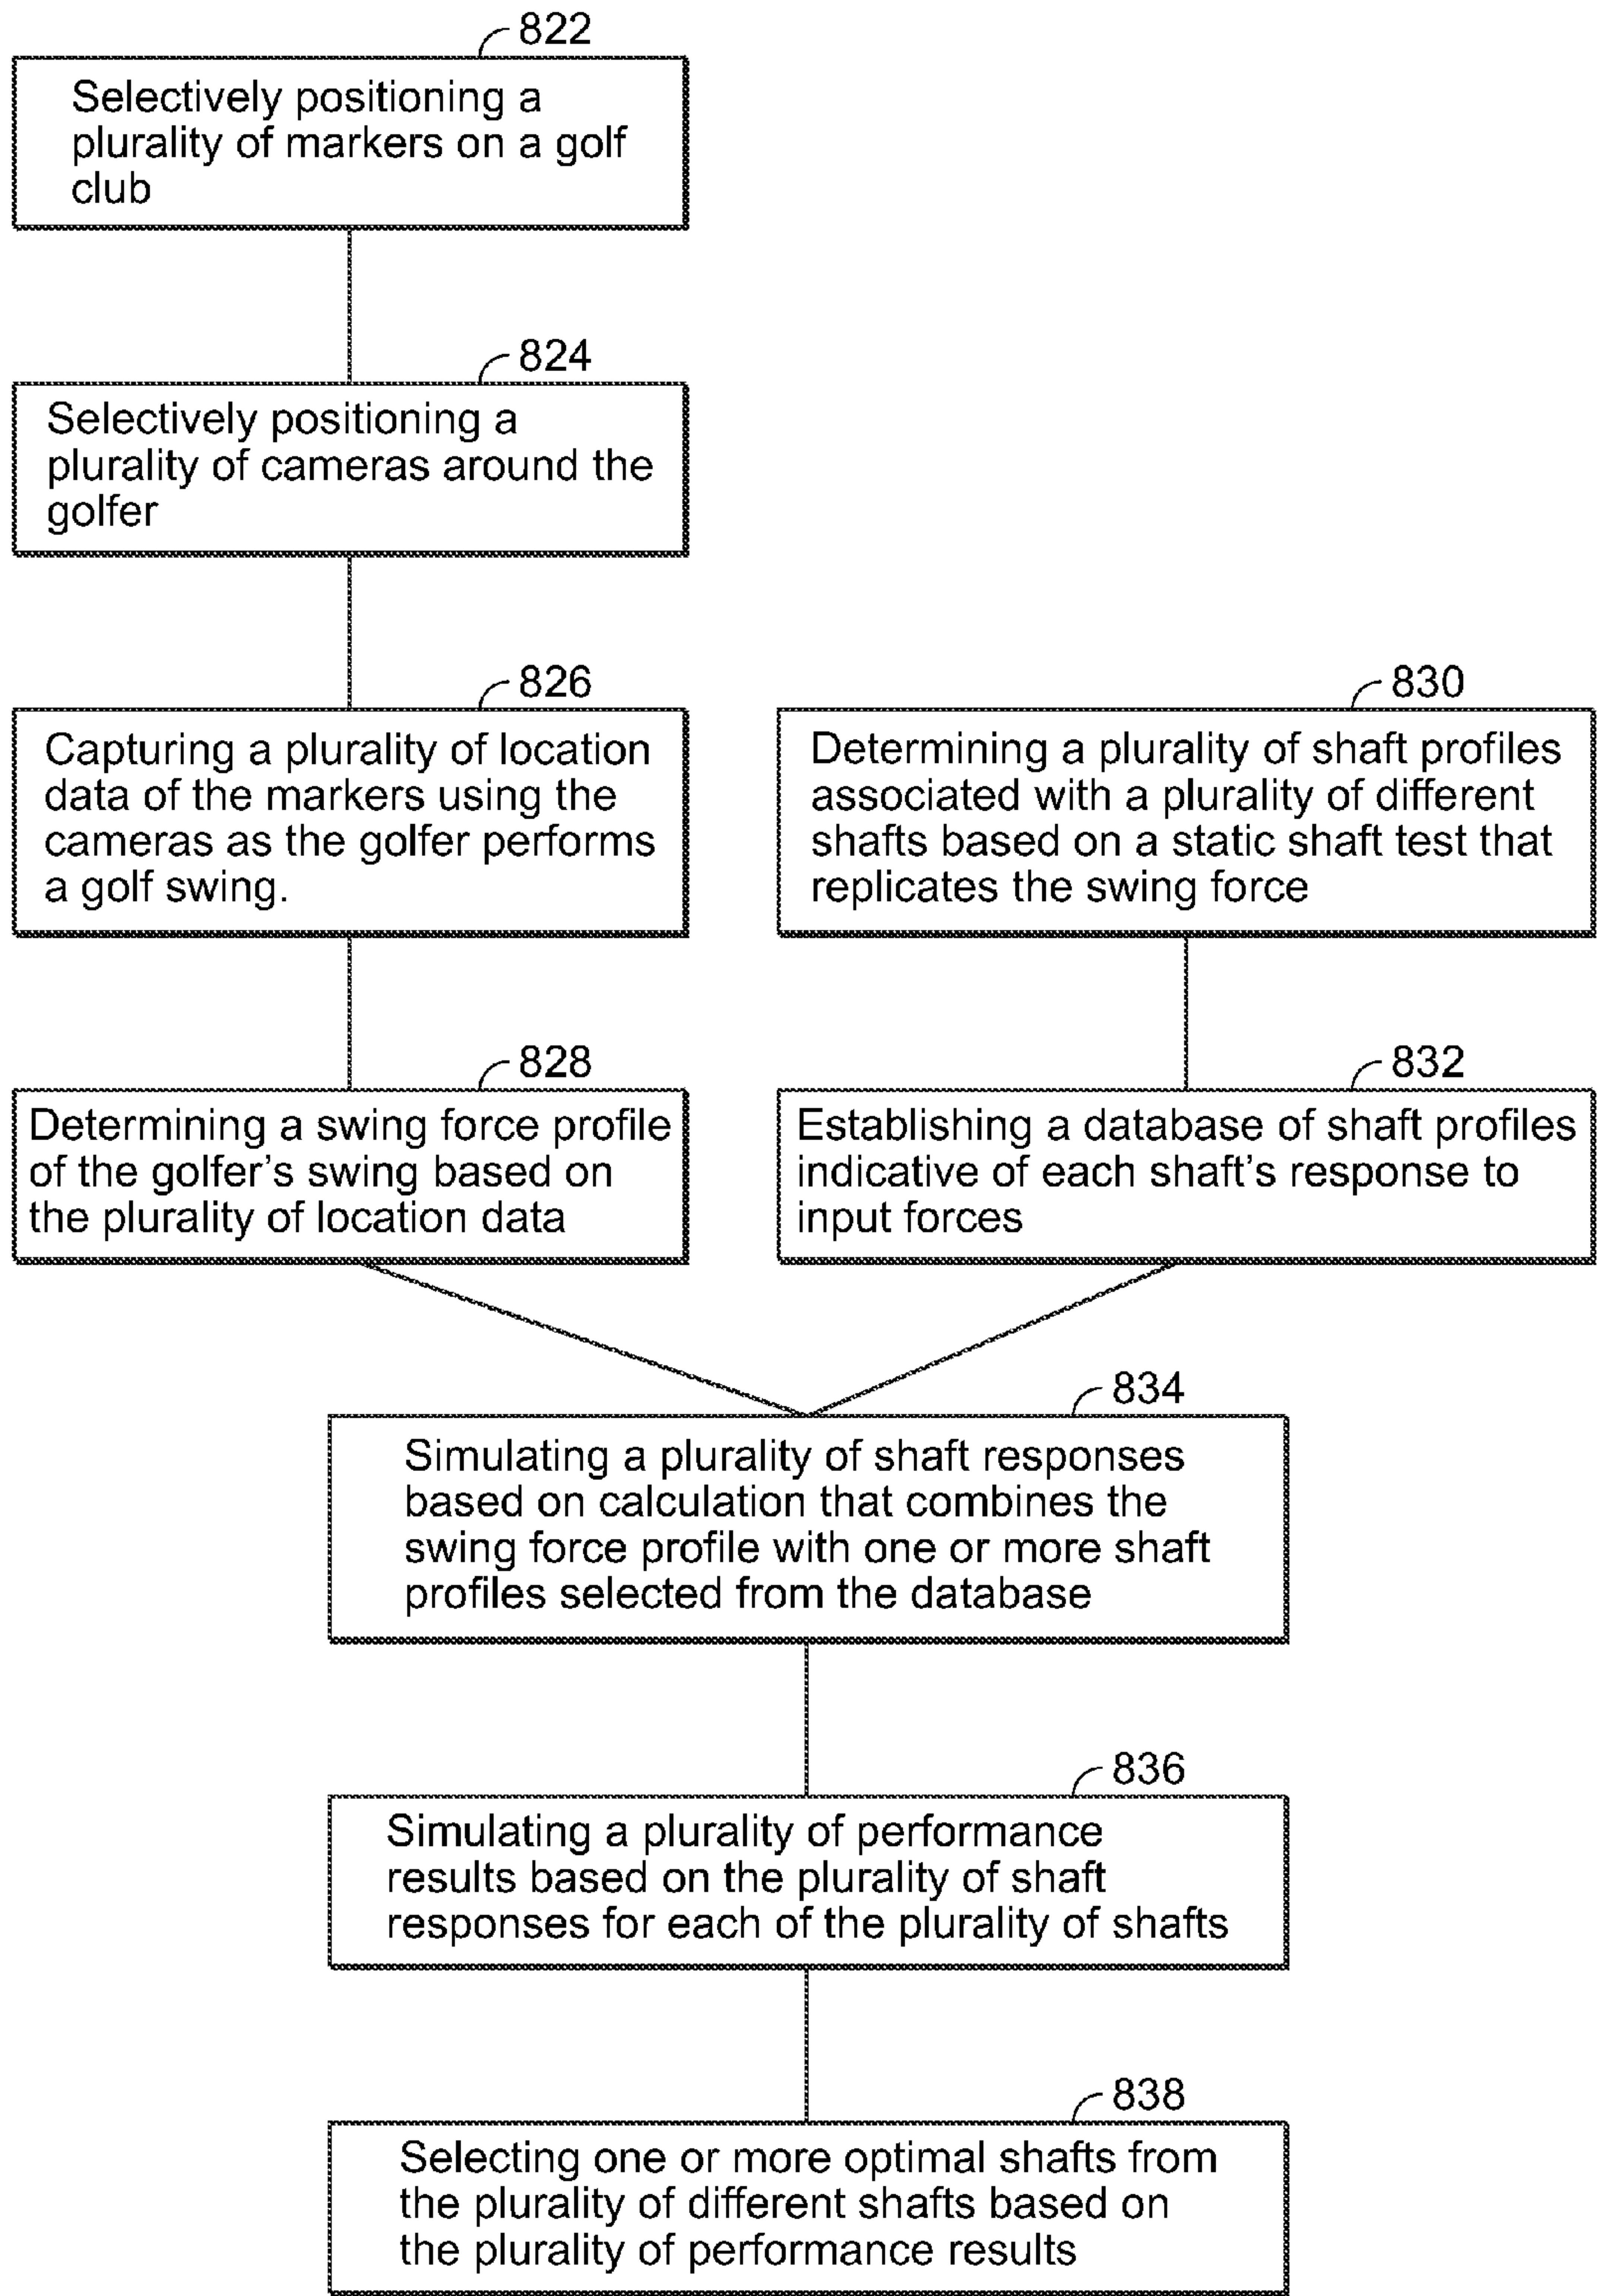 822
Selectively positioning a
plurality of markers on a golf
club
824
Selectively positioning a
plurality of cameras around the
golfer
826
Capturing a plurality of location
data of the markers using the
cameras as the golfer performs
a golf swing.
830
Determining a plurality of shaft profiles
associated with a plurality of different
shafts based on a static shaft test that
replicates the swing force
828
Determining a swing force profile
of the golfer’s swing based on
the plurality of location data
832
Establishing a database of shaft profiles
indicative of each shaft’s response to
input forces
834
Simulating a plurality of shaft responses
based on calculation that combines the
swing force profile with one or more shaft
profiles selected from the database
836
Simulating a plurality of performance
results based on the plurality of shaft
responses for each of the plurality of shafts
838
Selecting one or more optimal shafts from
the plurality of different shafts based on
the plurality of performance results